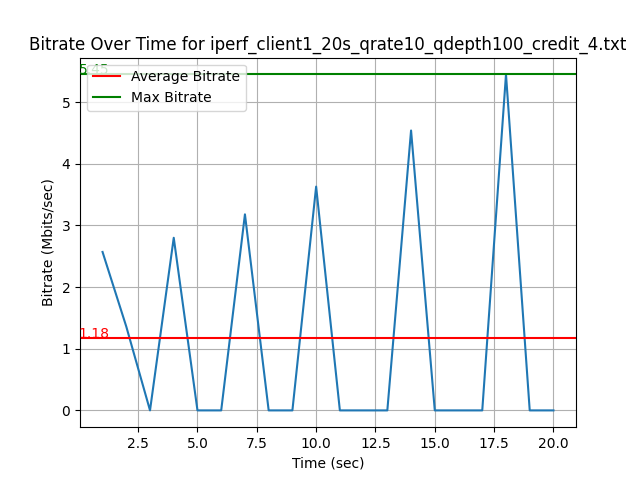 Bitrate Over Time for iperf_client1_20s_qrate10_qdepth100_credit_4.txt
5.45
Average Bitrate
Max Bitrate
5
4
3
2
1.18
1
0
Bitrate (Mbits/sec)
2.5 5.0 7.5 10.0 12.5 15.0 17.5 20.0
Time (sec)